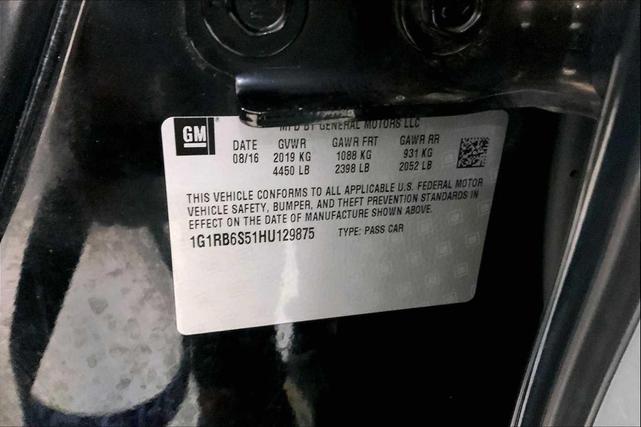 GM
MFD BY GENERAL MOTORS LLC
DATE GVWR GAWR FRT GAWR RR
08/16 2019 KG 1088 KG 931 KG
4450 LB 2398 LB 2052 LB
THIS VEHICLE CONFORMS TO ALL APPLICABLE U.S. FEDERAL MOTOR
VEHICLE SAFETY, BUMPER, AND THEFT PREVENTION STANDARDS IN
EFFECT ON THE DATE OF MANUFACTURE SHOWN ABOVE.
1G1RB6S51HU129875 TYPE: PASS CAR